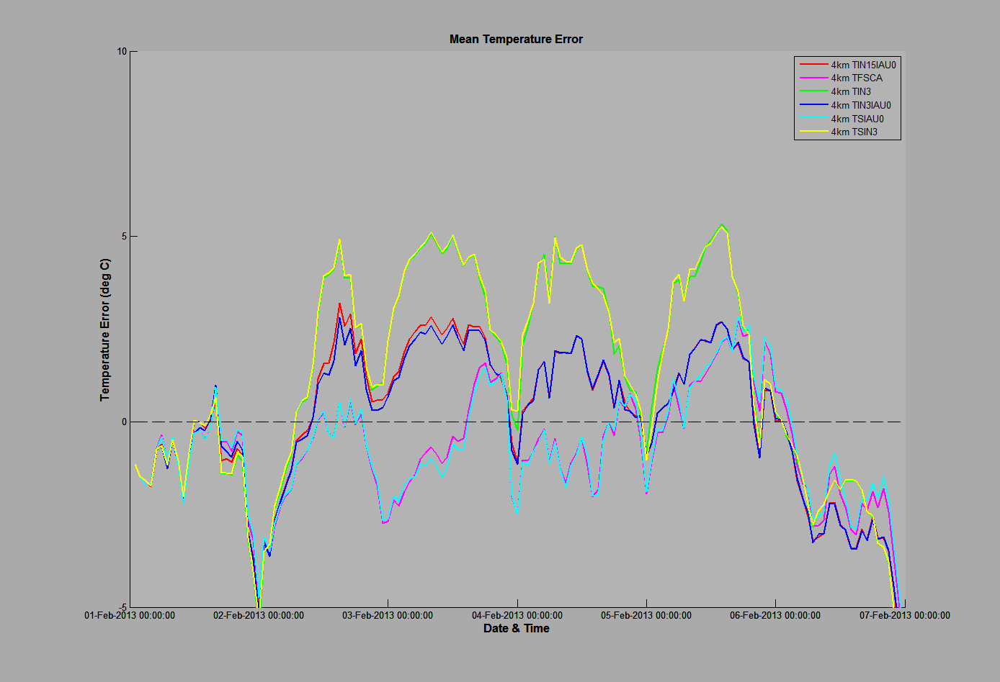 Mean Temperature Error
10
4km TIN15IAU0
4km TFSCA
4km TIN3
4km TIN3IAU0
4km TSIAU0
4km TSIN3
5
Temperature Error (deg C)
0
-5
01-Feb-2013 00:00:00 02-Feb-2013 00:00:00 03-Feb-2013 00:00:00 04-Feb-2013 00:00:00 05-Feb-2013 00:00:00 06-Feb-2013 00:00:00 07-Feb-2013 00:00:00
Date & Time